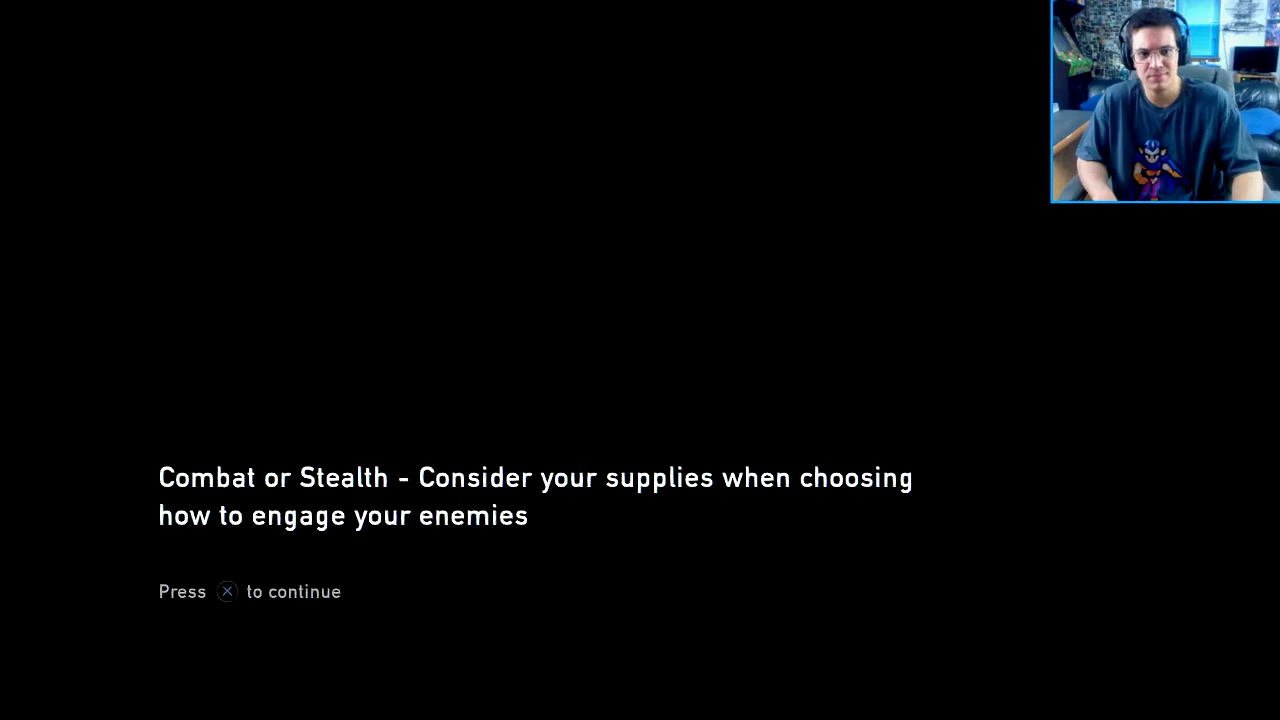 Combat or Stealth - Consider your supplies when choosing
how to engage your enemies
Press to continue